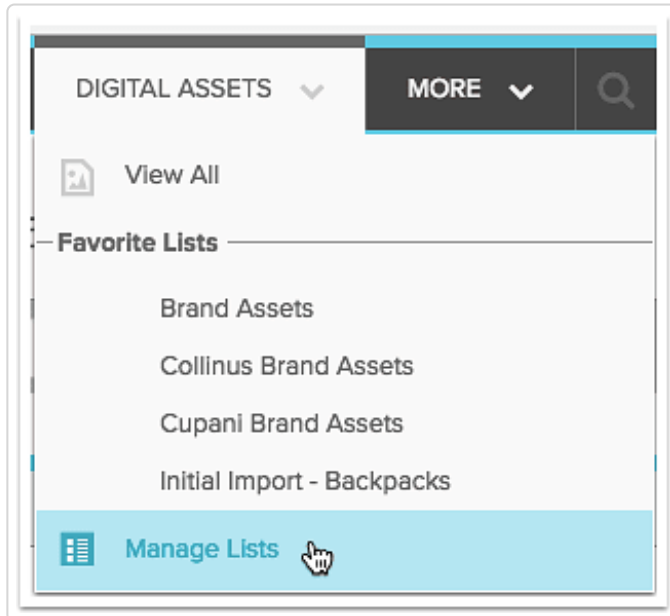 DIGITAL ASSETS MORE
View All
Favorite Lists
Brand Assets
Collinus Brand Assets
Cupani Brand Assets
Initial Import - Backpacks
Manage Lists